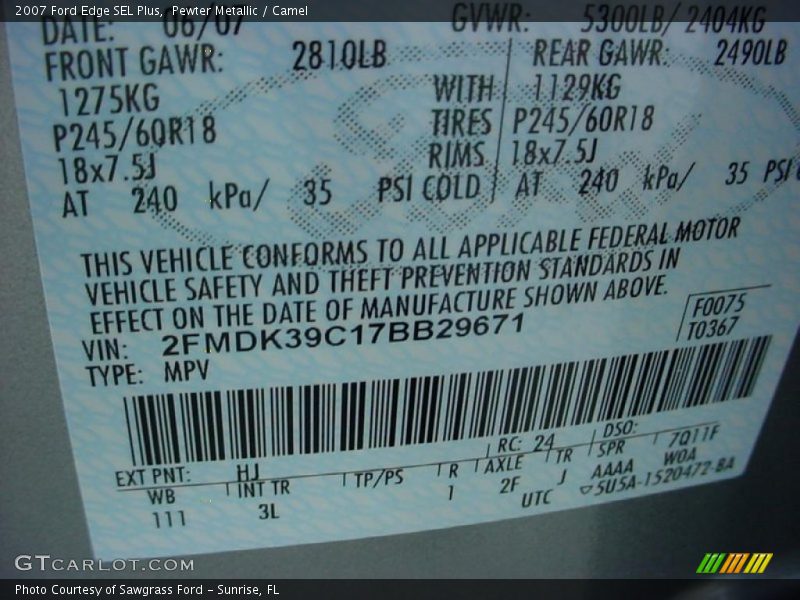 2007 Ford Edge SEL Plus, Pewter Metallic / Camel
DATE: 06/07 GVWR: 5300LB/ 2404KG
FRONT GAWR: 2810LB REAR GAWR: 2490LB
1275KG WITH 1129KG
P245/60R18 TIRES P245/60R18
18x7.5J RIMS 18x7.5J
AT 240 kPa/ 35 PSI COLD AT 240 kPa/ 35 PSI
THIS VEHICLE CONFORMS TO ALL APPLICABLE FEDERAL MOTOR
VEHICLE SAFETY AND THEFT PREVENTION STANDARDS IN
EFFECT ON THE DATE OF MANUFACTURE SHOWN ABOVE.
VIN: 2FMDK39C17BB29671 F0075
TYPE: MPV T0367
EXT PNT: HJ RC: 24 DSO:
WB INT TR TP/PS R AXLE TR SPR 7Q11F
111 3L 1 2F J AAAA WOA
UTC 5U5A-1520472-BA
GTCARLOT.COM
Photo Courtesy of Sawgrass Ford - Sunrise, FL